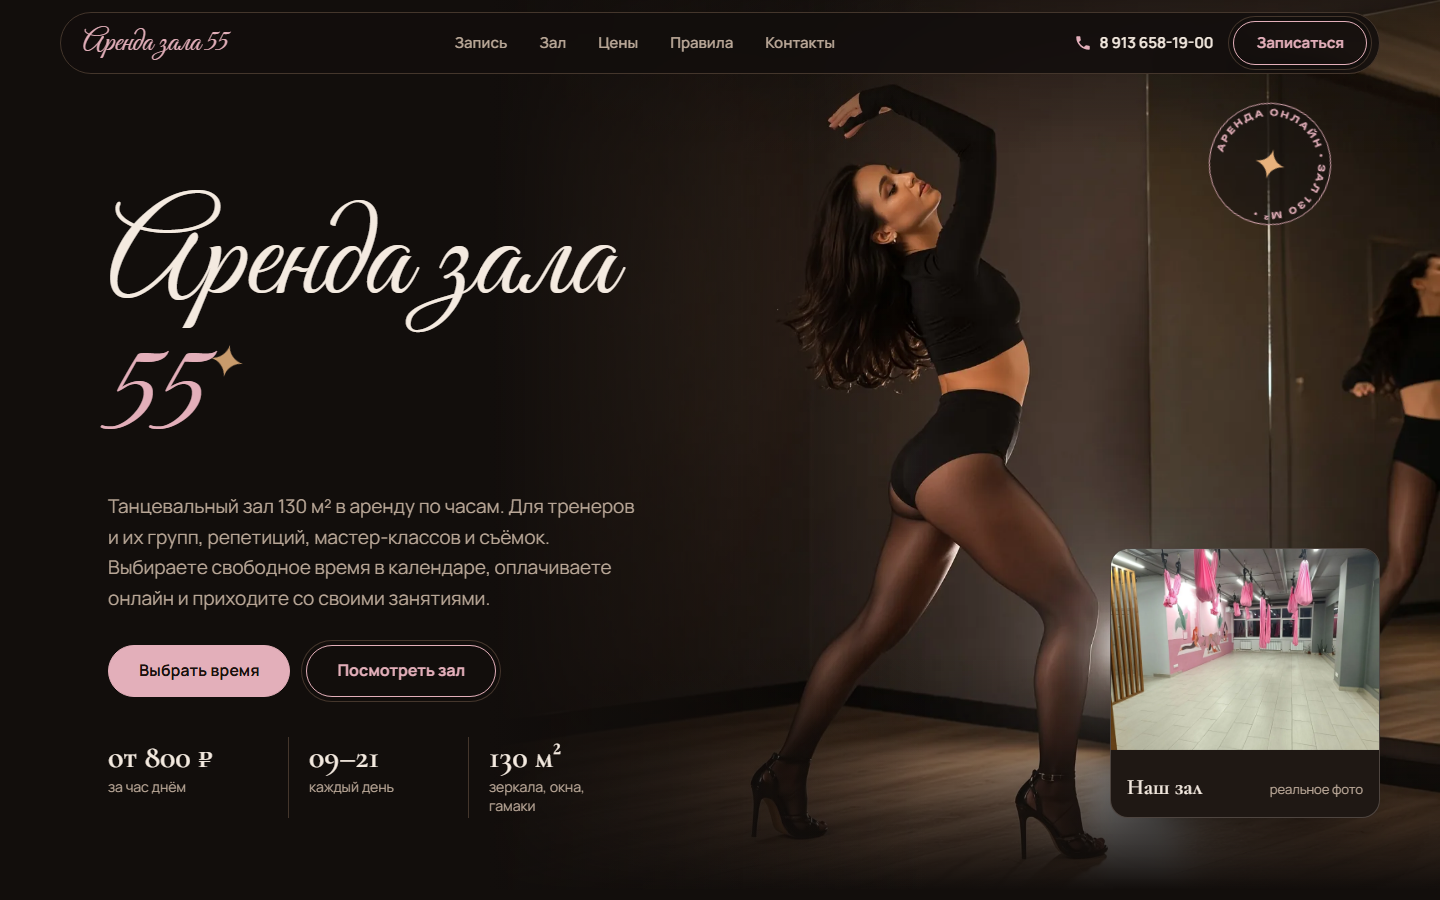 Аренда зала 55
Запись
Зал
Цены
Правила
Контакты
8 913 658-19-00
Записаться
АРЕНДА ОНЛАЙН • ЗАЛ 130 М² •
Аренда зала
55
Танцевальный зал 130 м² в аренду по часам. Для тренеров
и их групп, репетиций, мастер-классов и съёмок.
Выбираете свободное время в календаре, оплачиваете
онлайн и приходите со своими занятиями.
Выбрать время
Посмотреть зал
от 800 ₽
за час днём
09–21
каждый день
130 м²
зеркала, окна,
гамаки
Наш зал
реальное фото